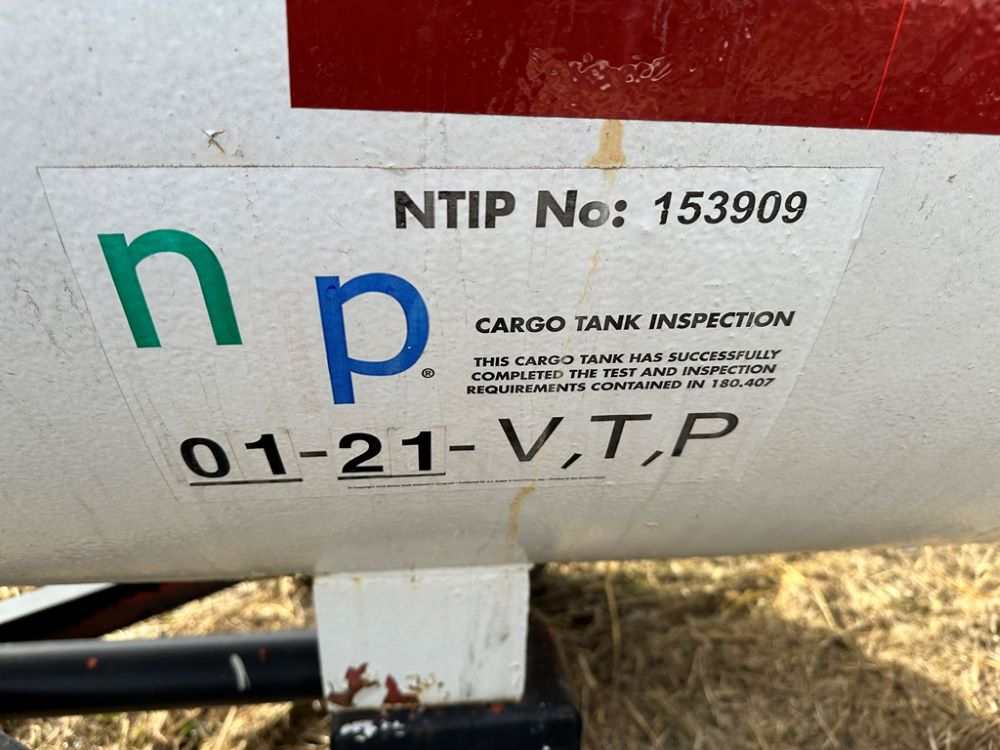 NTIP No: 153909
n p®
CARGO TANK INSPECTION
THIS CARGO TANK HAS SUCCESSFULLY
COMPLETED THE TEST AND INSPECTION
REQUIREMENTS CONTAINED IN 180.407
01-21-V,T,P